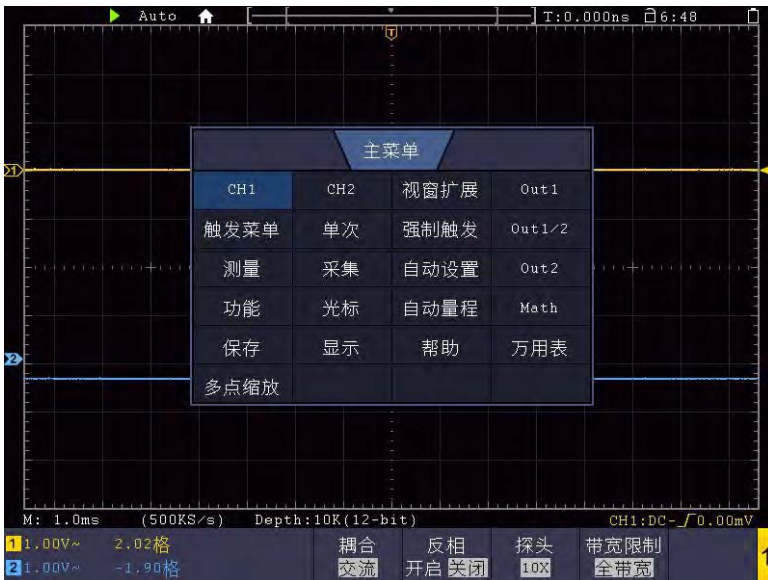 Auto T:0.000ns 6:48
T
主菜单
1
CH1 CH2 视窗扩展 Out1
触发菜单 单次 强制触发 Out1/2
测量 采集 自动设置 Out2
功能 光标 自动量程 Math
2
保存 显示 帮助 万用表
多点缩放
M: 1.0ms (500KS/s) Depth:10K(12-bit) CH1:DC- 0.00mV
1 1.00V~ 2.02格 耦合 反相 探头 带宽限制
2 1.00V~ -1.90格 交流 开启 关闭 10X 全带宽